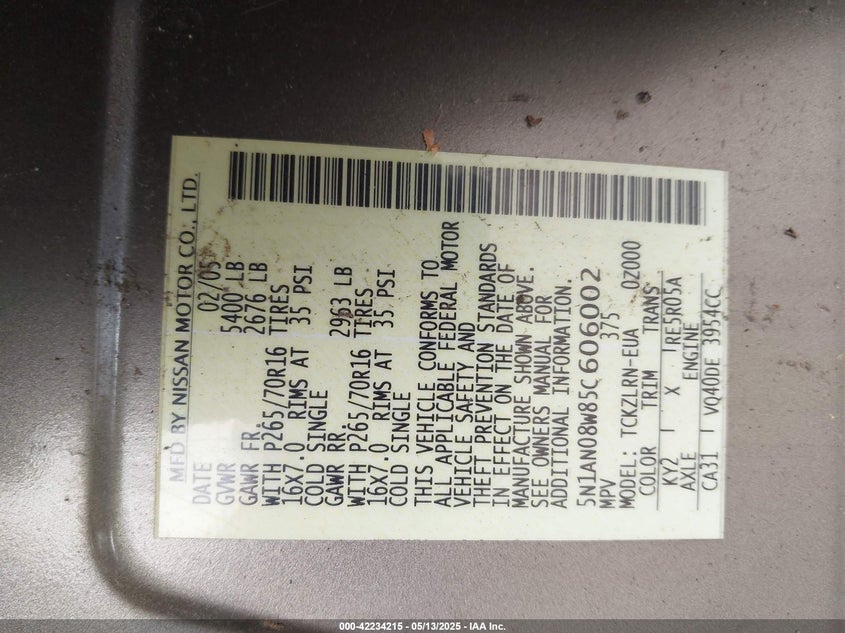 MFD BY NISSAN MOTOR CO., LTD.
DATE 02/05
GVWR 5400 LB
GAWR FR. 2676 LB
WITH P265/70R16 TIRES
16X7.0 RIMS AT 35 PSI
COLD SINGLE
GAWR RR. 2963 LB
WITH P265/70R16 TIRES
16X7.0 RIMS AT 35 PSI
COLD SINGLE
THIS VEHICLE CONFORMS TO
ALL APPLICABLE FEDERAL MOTOR
VEHICLE SAFETY AND
THEFT PREVENTION STANDARDS
IN EFFECT ON THE DATE OF
MANUFACTURE SHOWN ABOVE.
SEE OWNERS MANUAL FOR
ADDITIONAL INFORMATION.
5N1AN08W85C606002
MPV 375
MODEL: TCKZLRN-EUA 0Z000
COLOR TRIM TRANS
KY2 X RE5R05A
AXLE ENGINE
CA31 VQ40DE 3954CC
000-42234215 - 05/13/2025 - IAA Inc.